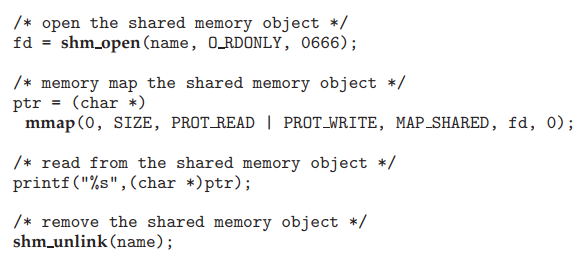 /* open the shared memory object */
fd = shm_open(name, O_RDONLY, 0666);
/* memory map the shared memory object */
ptr = (char *)
mmap(0, SIZE, PROT_READ | PROT_WRITE, MAP_SHARED, fd, 0);
/* read from the shared memory object */
printf("%s",(char *)ptr);
/* remove the shared memory object */
shm_unlink(name);